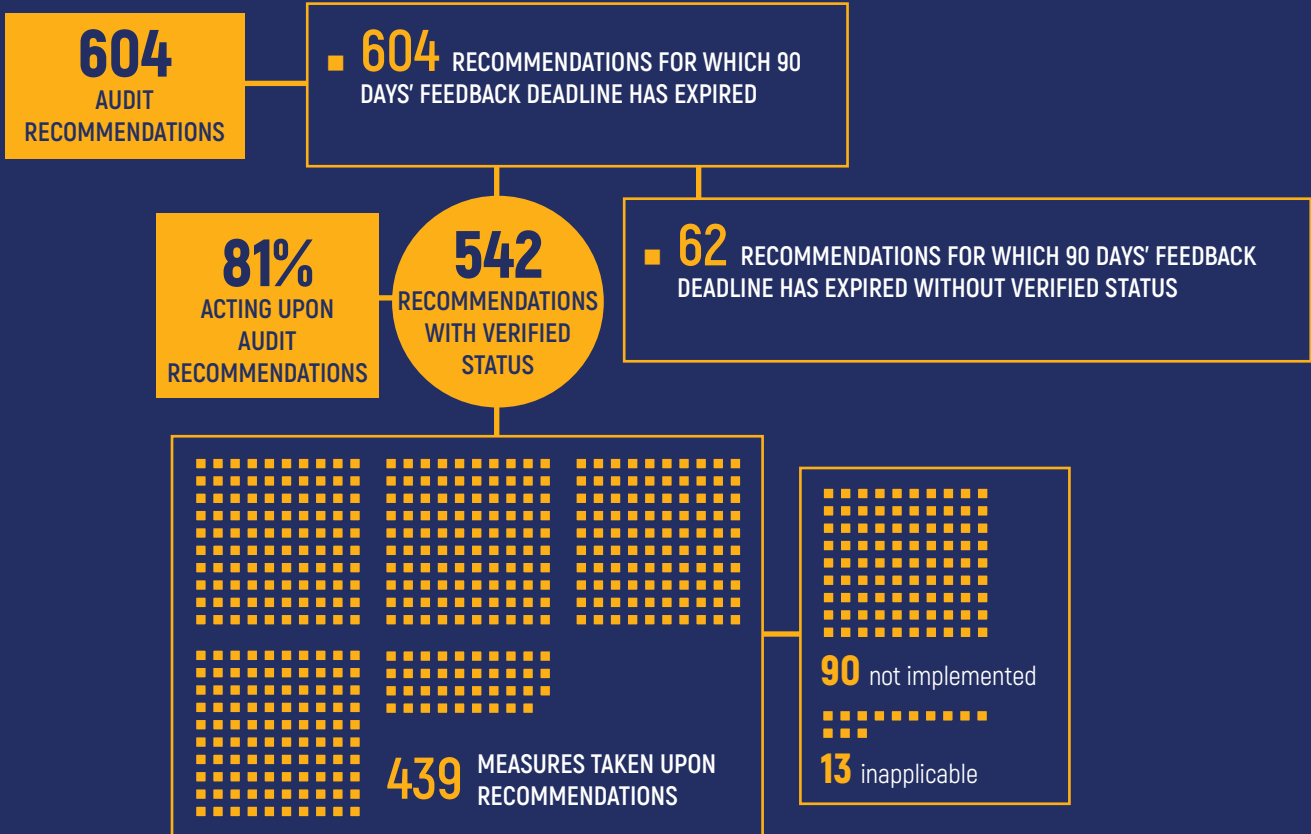 604
AUDIT
RECOMMENDATIONS
604 RECOMMENDATIONS FOR WHICH 90
DAYS' FEEDBACK DEADLINE HAS EXPIRED
81%
ACTING UPON
AUDIT
RECOMMENDATIONS
542
RECOMMENDATIONS
WITH VERIFIED
STATUS
62 RECOMMENDATIONS FOR WHICH 90 DAYS' FEEDBACK
DEADLINE HAS EXPIRED WITHOUT VERIFIED STATUS
439 MEASURES TAKEN UPON
RECOMMENDATIONS
90 not implemented
13 inapplicable